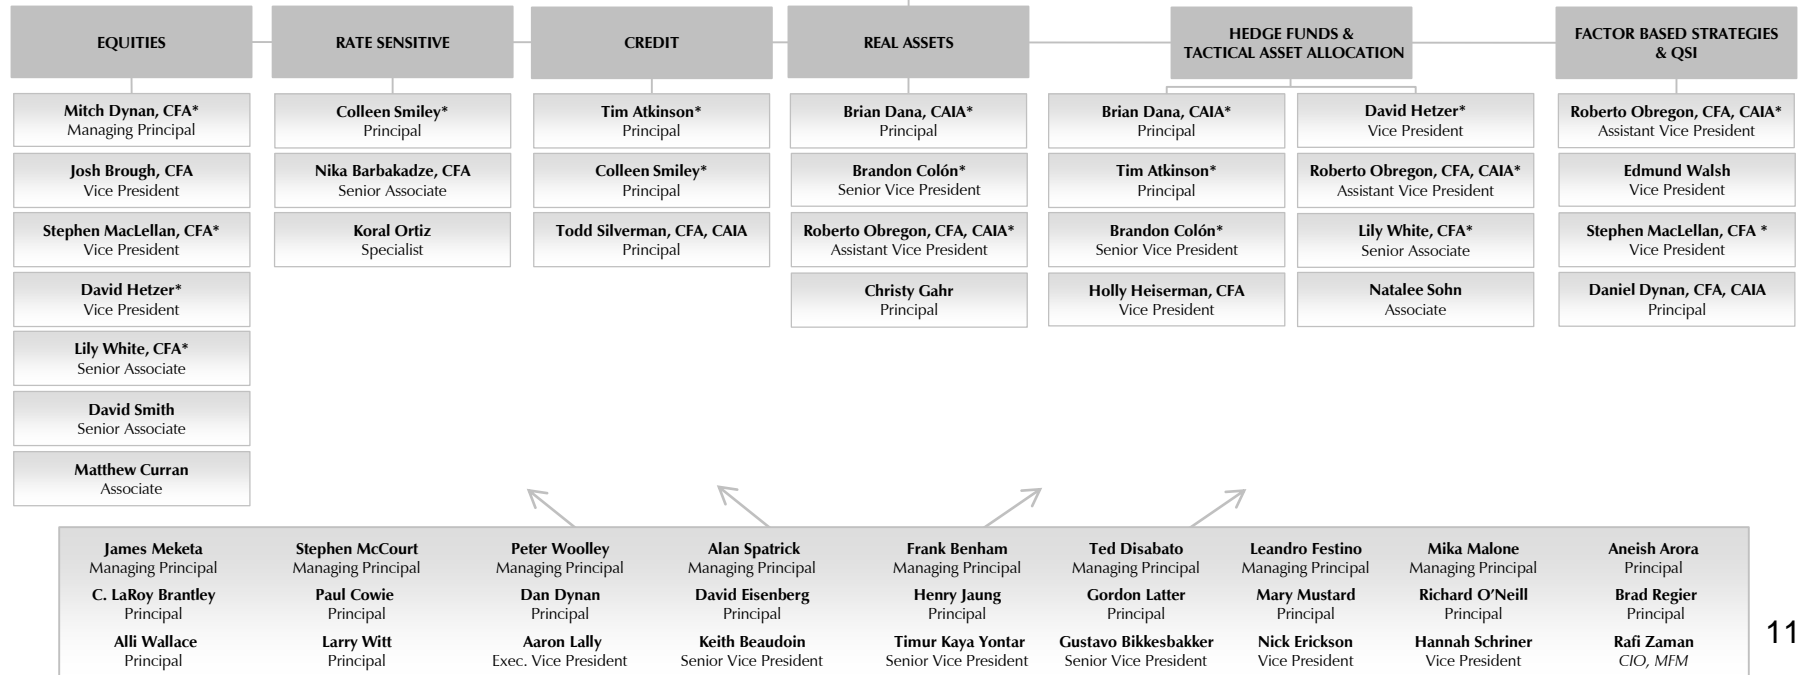 EQUITIES
Mitch Dynan, CFA*
Managing Principal
Josh Brough, CFA
Vice President
Stephen MacLellan, CFA*
Vice President
David Hetzer*
Vice President
Lily White, CFA*
Senior Associate
David Smith
Senior Associate
Matthew Curran
Associate
RATE SENSITIVE
Colleen Smiley*
Principal
Nika Barbakadze, CFA
Senior Associate
Koral Ortiz
Specialist
CREDIT
Tim Atkinson*
Principal
Colleen Smiley*
Principal
Todd Silverman, CFA, CAIA
Principal
REAL ASSETS
Brian Dana, CAIA*
Principal
Brandon Colón*
Senior Vice President
Roberto Obregon, CFA, CAIA*
Assistant Vice President
Christy Gahr
Principal
HEDGE FUNDS &
TACTICAL ASSET ALLOCATION
Brian Dana, CAIA*
Principal
Tim Atkinson*
Principal
Brandon Colón*
Senior Vice President
Holly Heiserman, CFA
Vice President
David Hetzer*
Vice President
Roberto Obregon, CFA, CAIA*
Assistant Vice President
Lily White, CFA*
Senior Associate
Natalee Sohn
Associate
FACTOR BASED STRATEGIES
& QSI
Roberto Obregon, CFA, CAIA*
Assistant Vice President
Edmund Walsh
Vice President
Stephen MacLellan, CFA *
Vice President
Daniel Dynan, CFA, CAIA
Principal
James Meketa
Managing Principal
C. LaRoy Brantley
Principal
Alli Wallace
Principal
Stephen McCourt
Managing Principal
Paul Cowie
Principal
Larry Witt
Principal
Peter Woolley
Managing Principal
Dan Dynan
Principal
Aaron Lally
Exec. Vice President
Alan Spatrick
Managing Principal
David Eisenberg
Principal
Keith Beaudoin
Senior Vice President
Frank Benham
Managing Principal
Henry Jaung
Principal
Timur Kaya Yontar
Senior Vice President
Ted Disabato
Managing Principal
Gordon Latter
Principal
Gustavo Bikkesbakker
Senior Vice President
Leandro Festino
Managing Principal
Mary Mustard
Principal
Nick Erickson
Vice President
Mika Malone
Managing Principal
Richard O’Neill
Principal
Hannah Schriner
Vice President
Aneish Arora
Principal
Brad Regier
Principal
Rafi Zaman
CIO, MFM
11